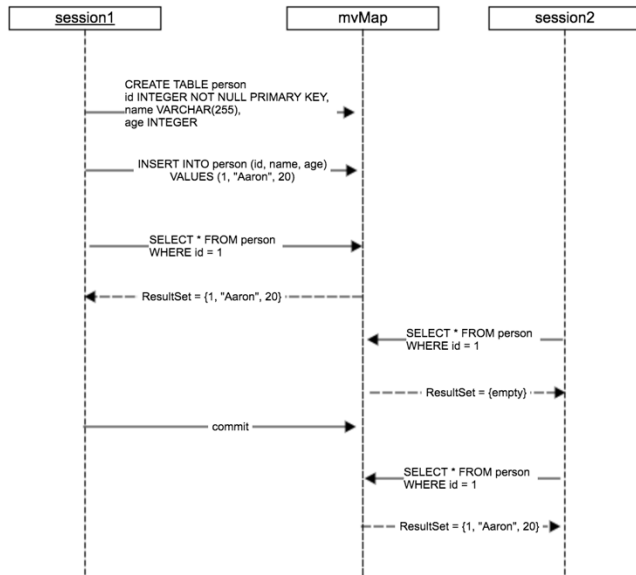 session1
mvMap
session2
CREATE TABLE person
id INTEGER NOT NULL PRIMARY KEY,
name VARCHAR(255),
age INTEGER
INSERT INTO person (id, name, age)
VALUES (1, "Aaron", 20)
SELECT * FROM person
WHERE id = 1
ResultSet = {1, "Aaron", 20}
SELECT * FROM person
WHERE id = 1
ResultSet = {empty}
commit
SELECT * FROM person
WHERE id = 1
ResultSet = {1, "Aaron", 20}